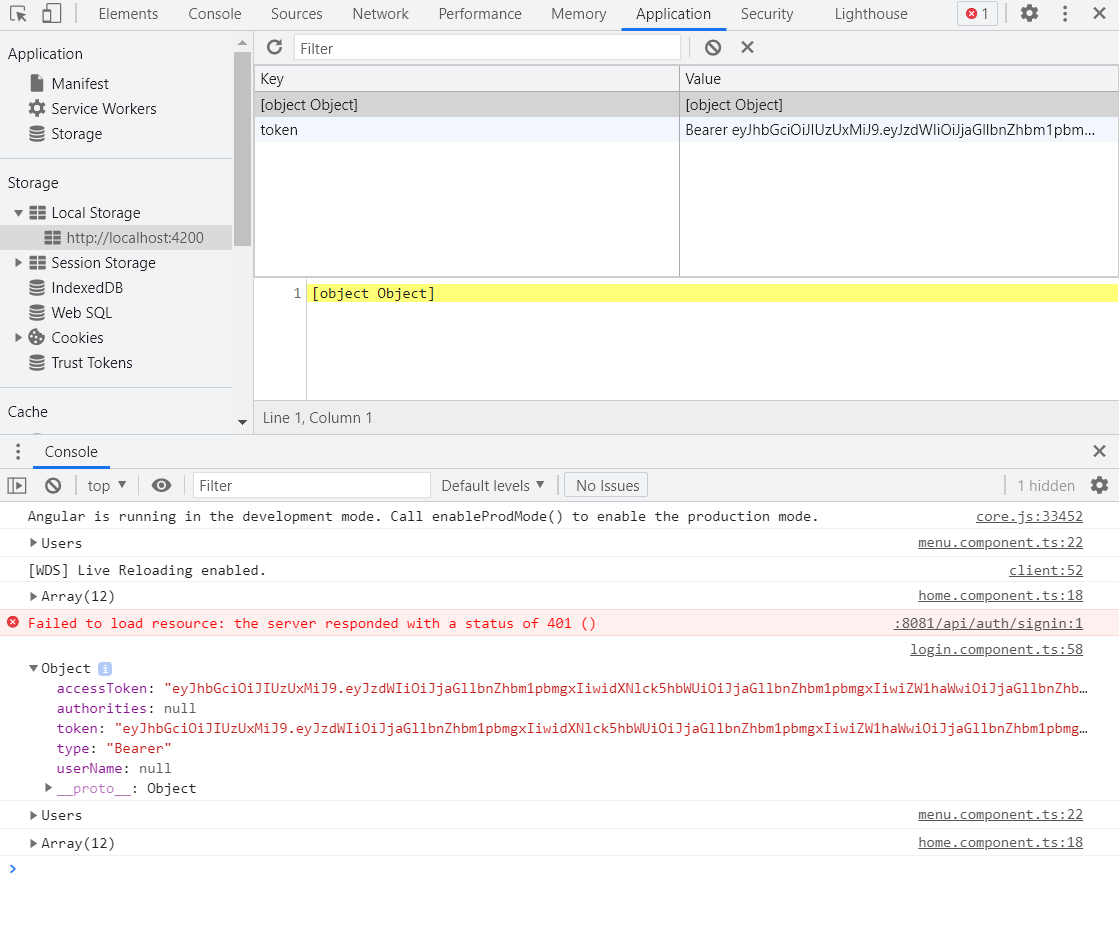 Elements Console Sources Network Performance Memory Application Security Lighthouse 1
Application
Manifest
Service Workers
Storage
Storage
Local Storage
http://localhost:4200
Session Storage
IndexedDB
Web SQL
Cookies
Trust Tokens
Cache
Filter
Key Value
[object Object] [object Object]
token Bearer eyJhbGciOiJIUzUxMiJ9.eyJzdWIiOiJjaGllbnZhbm1pbm...
1 [object Object]
Line 1, Column 1
Console
top Filter Default levels No Issues 1 hidden
Angular is running in the development mode. Call enableProdMode() to enable the production mode. core.js:33452
Users menu.component.ts:22
[WDS] Live Reloading enabled. client:52
Array(12) home.component.ts:18
Failed to load resource: the server responded with a status of 401 () :8081/api/auth/signin:1
login.component.ts:58
Object i
accessToken: "eyJhbGciOiJIUzUxMiJ9.eyJzdWIiOiJjaGllbnZhbm1pbmgxIiwidXNlck5hbWUiOiJjaGllbnZhbm1pbmgxIiwiZW1haWwiOiJjaGllbnZhb…
authorities: null
token: "eyJhbGciOiJIUzUxMiJ9.eyJzdWIiOiJjaGllbnZhbm1pbmgxIiwidXNlck5hbWUiOiJjaGllbnZhbm1pbmgxIiwiZW1haWwiOiJjaGllbnZhbm1pbmg…
type: "Bearer"
userName: null
__proto__: Object
Users menu.component.ts:22
Array(12) home.component.ts:18